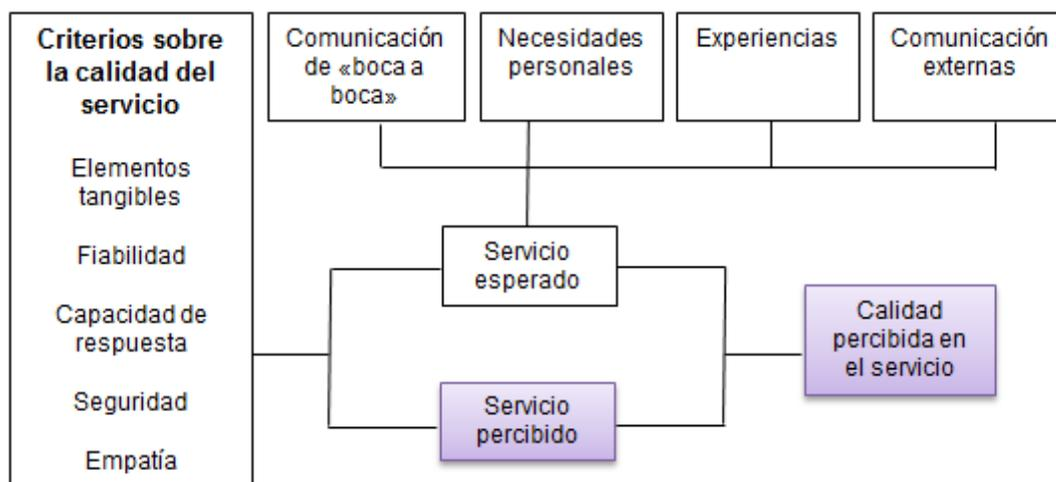 Criterios sobre
la calidad del
servicio
Elementos
tangibles
Fiabilidad
Capacidad de
respuesta
Seguridad
Empatía
Comunicación
de «boca a
boca»
Necesidades
personales
Experiencias
Comunicación
externas
Servicio
esperado
Servicio
percibido
Calidad
percibida en
el servicio